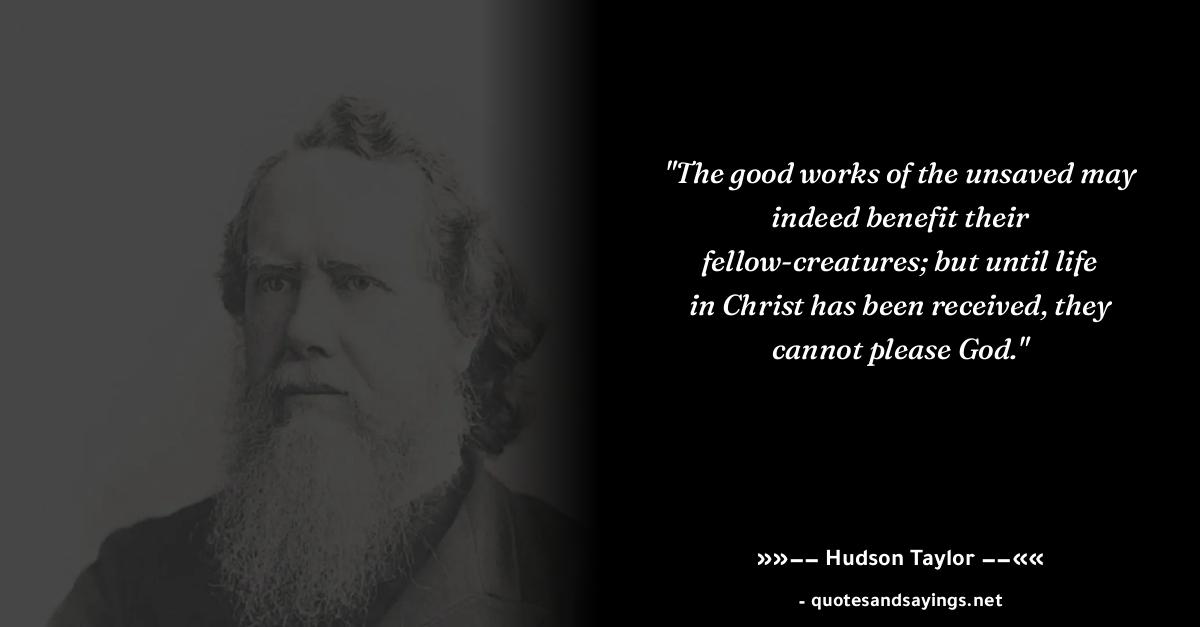 "The good works of the unsaved may
indeed benefit their
fellow-creatures; but until life
in Christ has been received, they
cannot please God."
»»−− Hudson Taylor −−««
- quotesandsayings.net